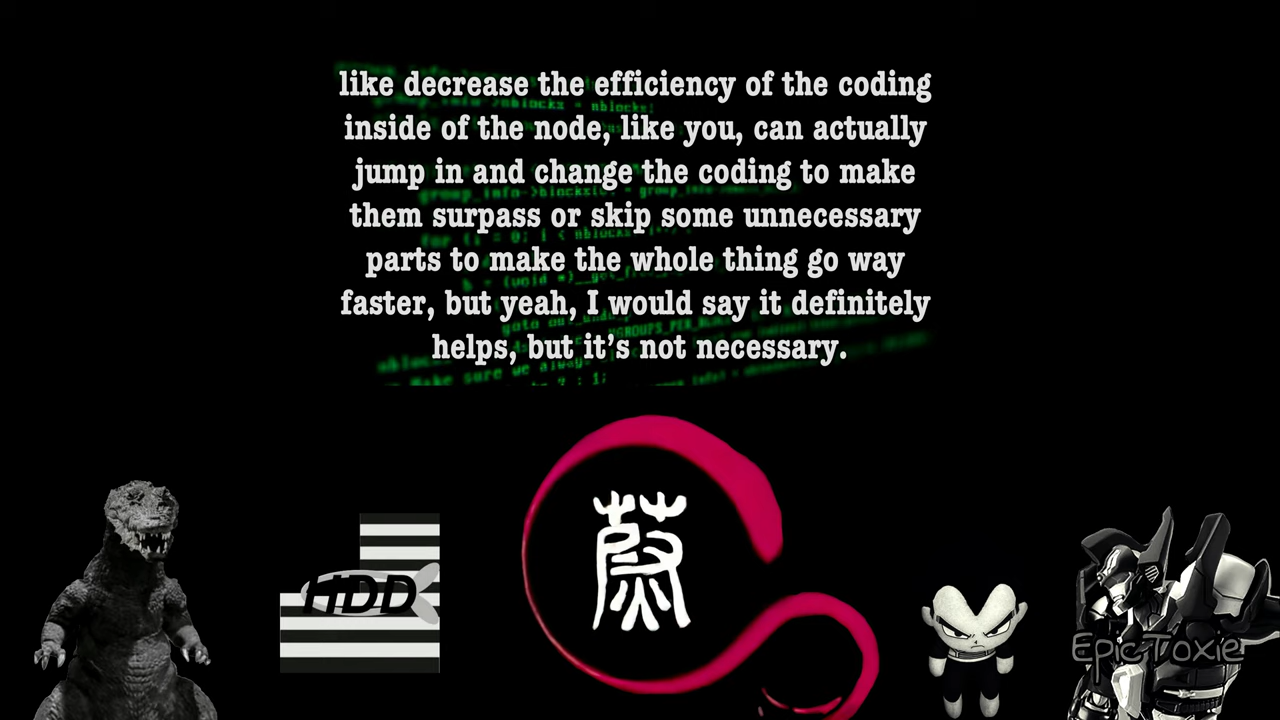 like decrease the efficiency of the coding
inside of the node, like you, can actually
jump in and change the coding to make
them surpass or skip some unnecessary
parts to make the whole thing go way
faster, but yeah, I would say it definitely
helps, but it's not necessary.
HDD
蔚
EpicToxie